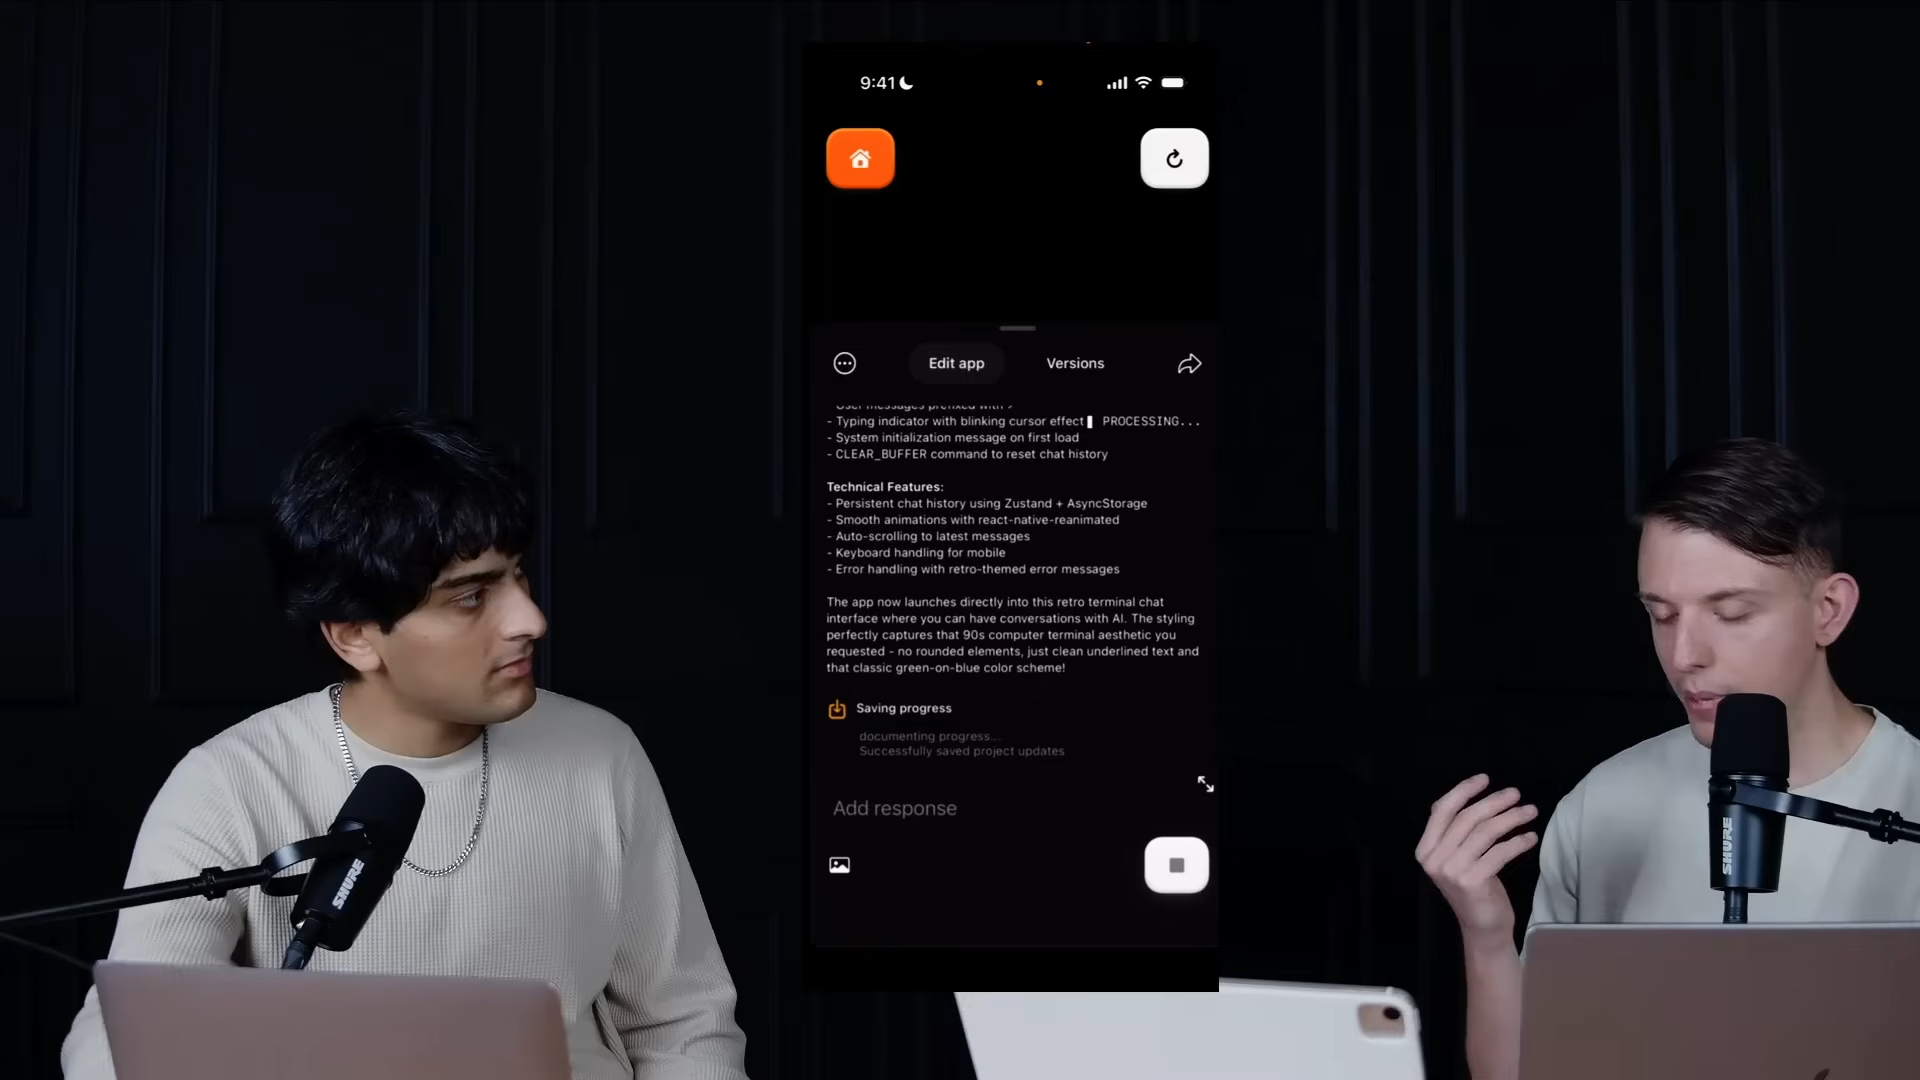 9:41
Edit app
Versions
- User messages prefixed with >
- Typing indicator with blinking cursor effect ▌ PROCESSING...
- System initialization message on first load
- CLEAR_BUFFER command to reset chat history
Technical Features:
- Persistent chat history using Zustand + AsyncStorage
- Smooth animations with react-native-reanimated
- Auto-scrolling to latest messages
- Keyboard handling for mobile
- Error handling with retro-themed error messages
The app now launches directly into this retro terminal chat
interface where you can have conversations with AI. The styling
perfectly captures that 90s computer terminal aesthetic you
requested - no rounded elements, just clean underlined text and
that classic green-on-blue color scheme!
Saving progress
documenting progress...
Successfully saved project updates
Add response
SHURE
SHURE